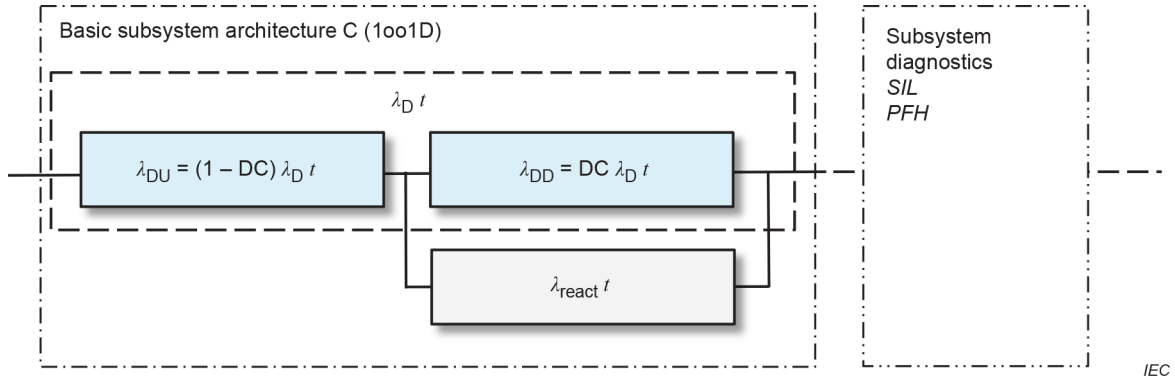 Basic subsystem architecture C (1oo1D)
λD t
λDU = (1 – DC) λD t
λDD = DC λD t
λreact t
Subsystem
diagnostics
SIL
PFH
IEC